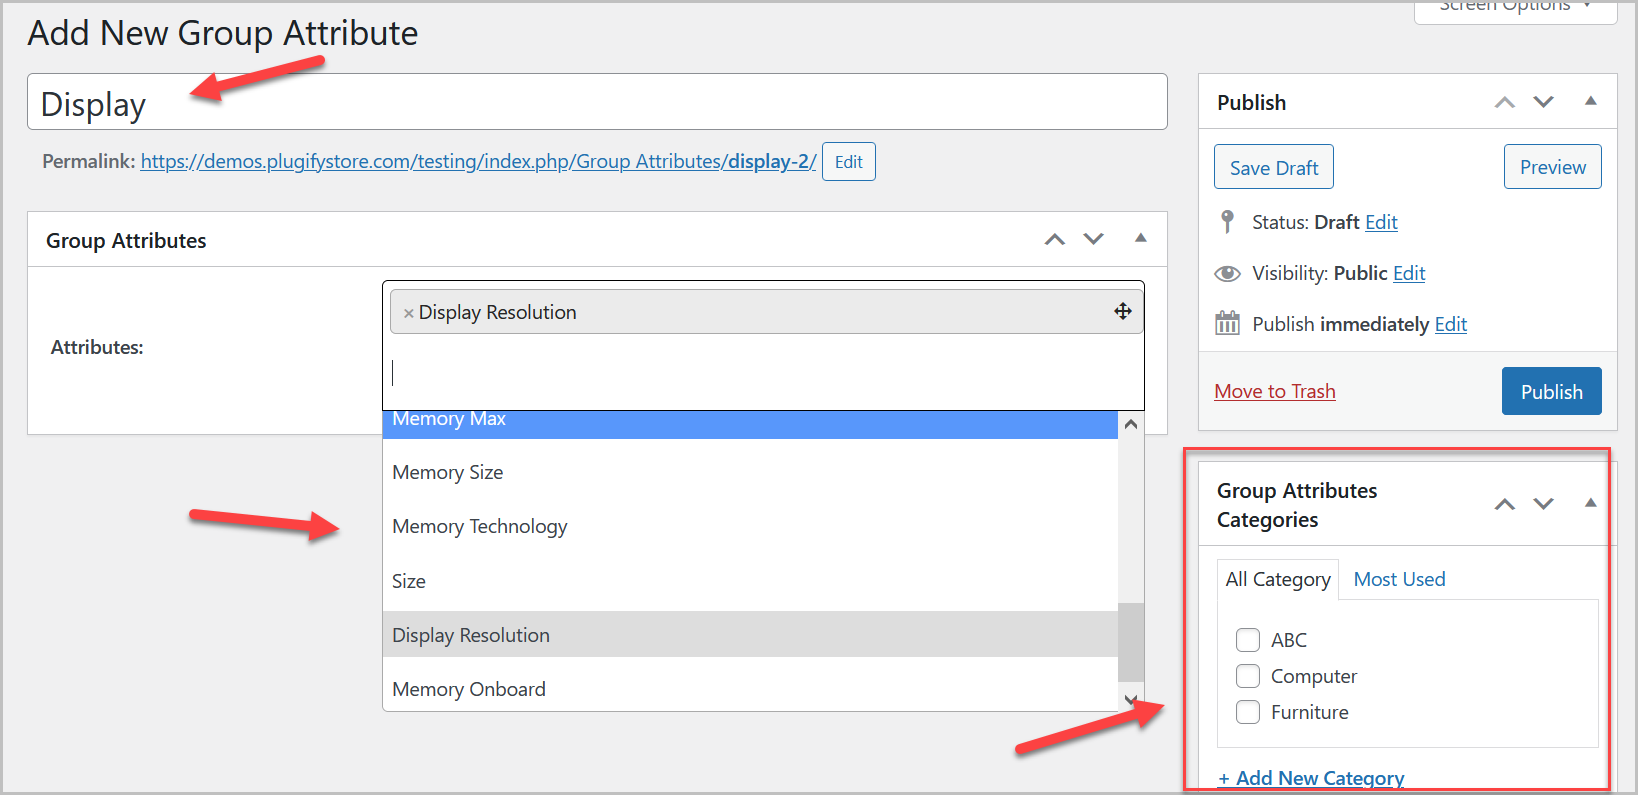 Screen Options
Add New Group Attribute
Display
Permalink: https://demos.plugifystore.com/testing/index.php/Group Attributes/display-2/ Edit
Group Attributes
Attributes:
× Display Resolution
Memory Max
Memory Size
Memory Technology
Size
Display Resolution
Memory Onboard
Publish
Save Draft Preview
Status: Draft Edit
Visibility: Public Edit
Publish immediately Edit
Move to Trash Publish
Group Attributes
Categories
All Category Most Used
ABC
Computer
Furniture
+ Add New Category